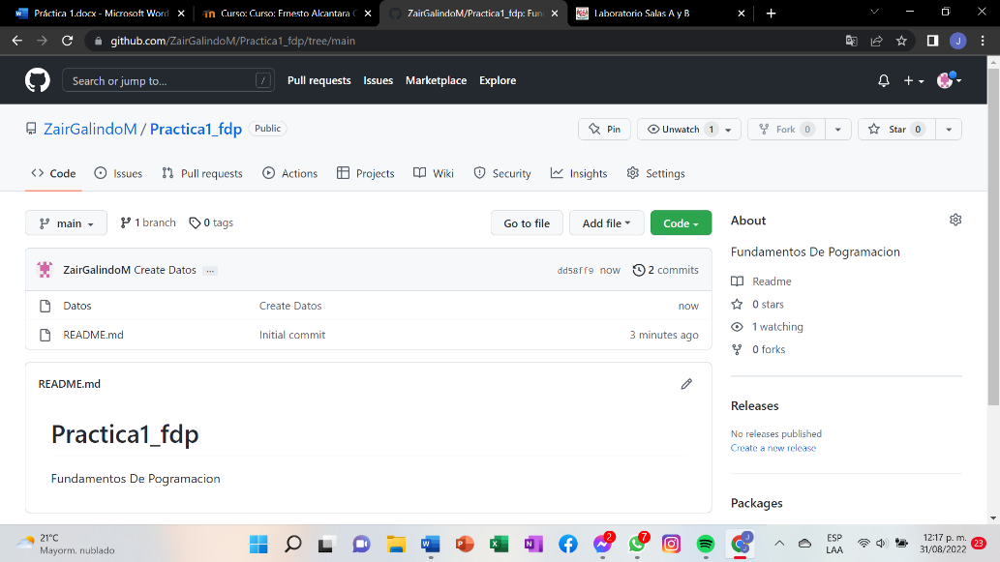 Práctica 1.docx - Microsoft Word
Curso: Curso: Ernesto Alcantara C
ZairGalindoM/Practica1_fdp: Fun
Laboratorio Salas A y B
github.com/ZairGalindoM/Practica1_fdp/tree/main
J
Search or jump to...
/
Pull requests
Issues
Marketplace
Explore
ZairGalindoM / Practica1_fdp
Public
Pin
Unwatch 1
Fork 0
Star 0
Code
Issues
Pull requests
Actions
Projects
Wiki
Security
Insights
Settings
main
1 branch
0 tags
Go to file
Add file
Code
ZairGalindoM Create Datos ...
dd58ff9 now
2 commits
Datos
Create Datos
now
README.md
Initial commit
3 minutes ago
README.md
Practica1_fdp
Fundamentos De Pogramacion
About
Fundamentos De Pogramacion
Readme
0 stars
1 watching
0 forks
Releases
No releases published
Create a new release
Packages
21°C
Mayorm. nublado
2
7
J
ESP
LAA
12:17 p. m.
31/08/2022
23